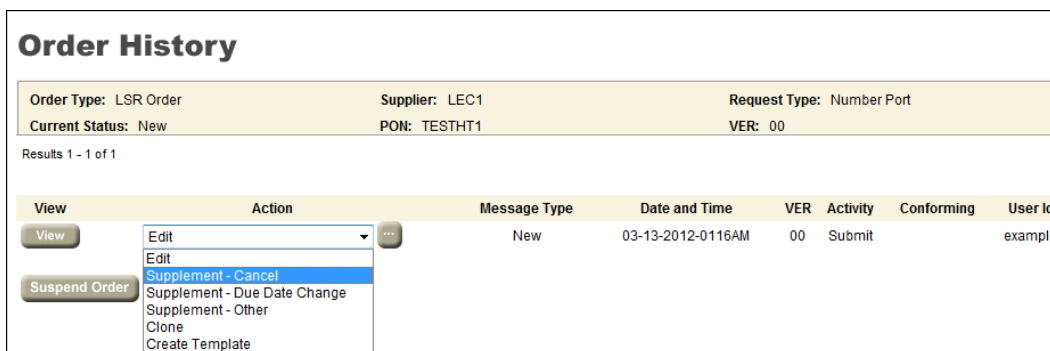 Order History
Order Type: LSR Order Supplier: LEC1 Request Type: Number Port
Current Status: New PON: TESTHT1 VER: 00
Results 1 - 1 of 1
View Action Message Type Date and Time VER Activity Conforming User Id
View Edit ... New 03-13-2012-0116AM 00 Submit exampl
Edit
Supplement - Cancel
Suspend Order Supplement - Due Date Change
Supplement - Other
Clone
Create Template